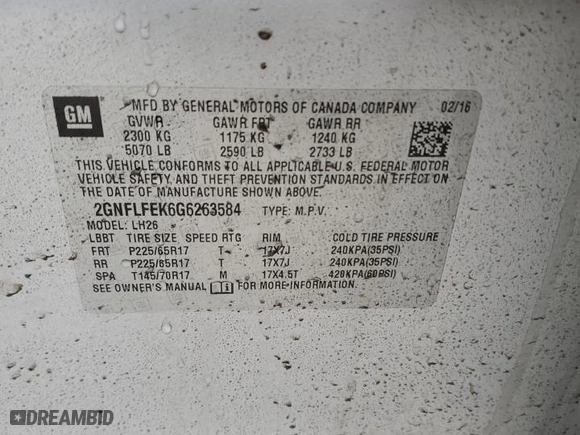 GM
MFD BY GENERAL MOTORS OF CANADA COMPANY 02/16
GVWR GAWR FRT GAWR RR
2300 KG 1175 KG 1240 KG
5070 LB 2590 LB 2733 LB
THIS VEHICLE CONFORMS TO ALL APPLICABLE U.S. FEDERAL MOTOR
VEHICLE SAFETY, AND THEFT PREVENTION STANDARDS IN EFFECT ON
THE DATE OF MANUFACTURE SHOWN ABOVE.
2GNFLFEK6G6263584 TYPE: M.P.V.
MODEL: LH26
LBBT TIRE SIZE SPEED RTG RIM COLD TIRE PRESSURE
FRT P225/65R17 T 17X7J 240KPA(35PSI)
RR P225/65R17 T 17X7J 240KPA(35PSI)
SPA T145/70R17 M 17X4.5T 420KPA(60PSI)
SEE OWNER'S MANUAL FOR MORE INFORMATION
DREAMBID